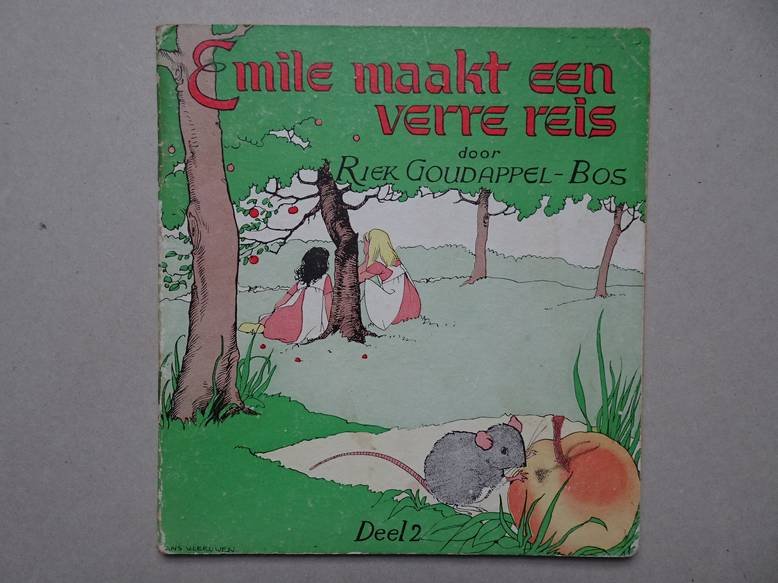 Emile maakt een
verre reis
door
RIEK GOUDAPPEL-BOS
Deel 2